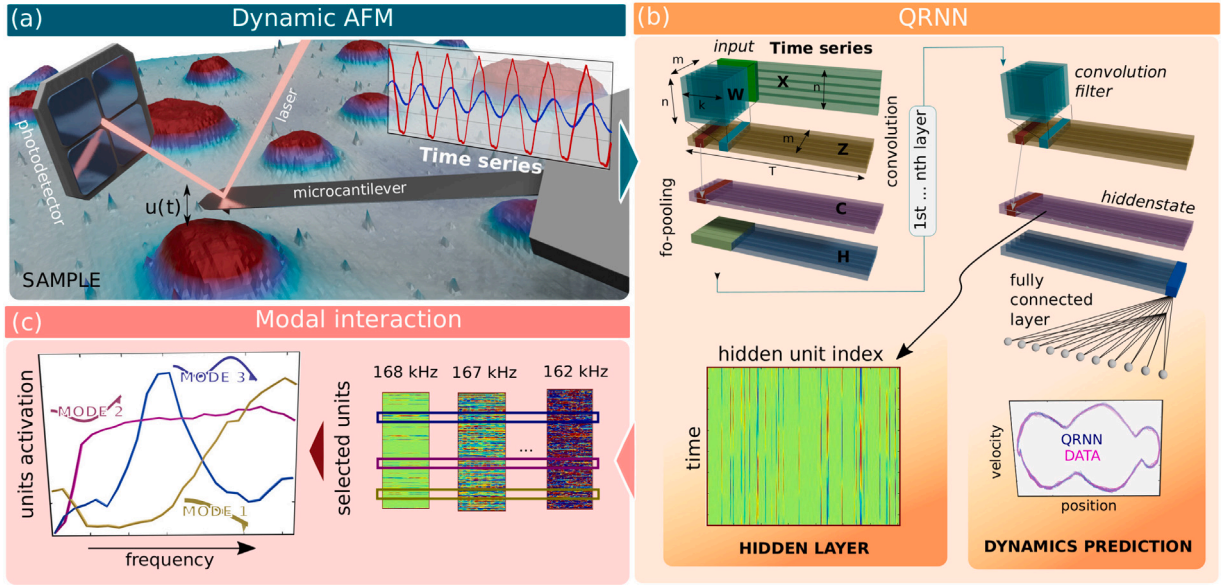 (a)
Dynamic AFM
photodetector
laser
Time series
microcantilever
u(t)
SAMPLE
(b)
QRNN
input
Time series
m
n
k
W
X
n
m
Z
T
C
H
fo-pooling
convolution
1st ... nth layer
convolution
filter
hiddenstate
fully
connected
layer
hidden unit index
time
HIDDEN LAYER
velocity
QRNN
DATA
position
DYNAMICS PREDICTION
(c)
Modal interaction
units activation
MODE 3
MODE 2
MODE 1
frequency
selected units
168 kHz
167 kHz
162 kHz
...